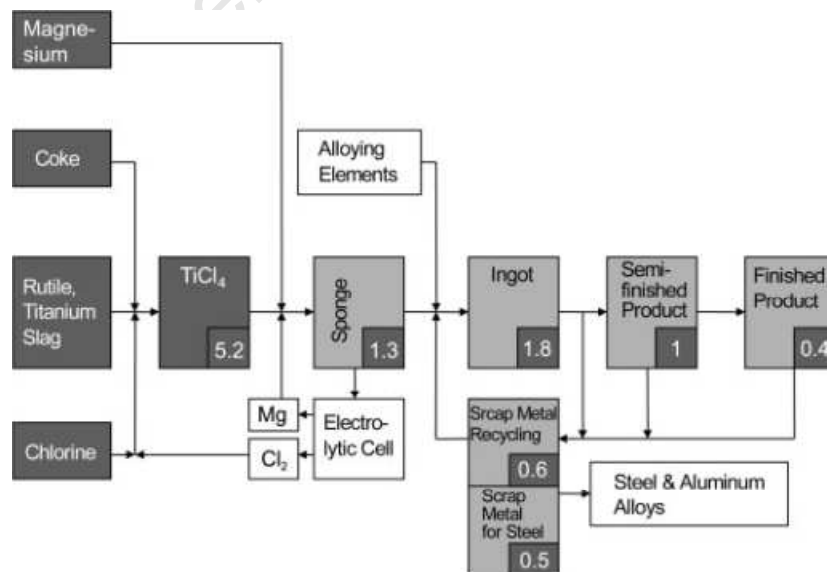 Magne-
sium
Coke
Alloying
Elements
Rutile,
Titanium
Slag
TiCl₄
5.2
Sponge
1.3
Ingot
1.8
Semi-
finished
Product
1
Finished
Product
0.4
Mg
Cl₂
Electro-
lytic Cell
Chlorine
Srcap Metal
Recycling
0.6
Scrap
Metal
for Steel
0.5
Steel & Aluminum
Alloys